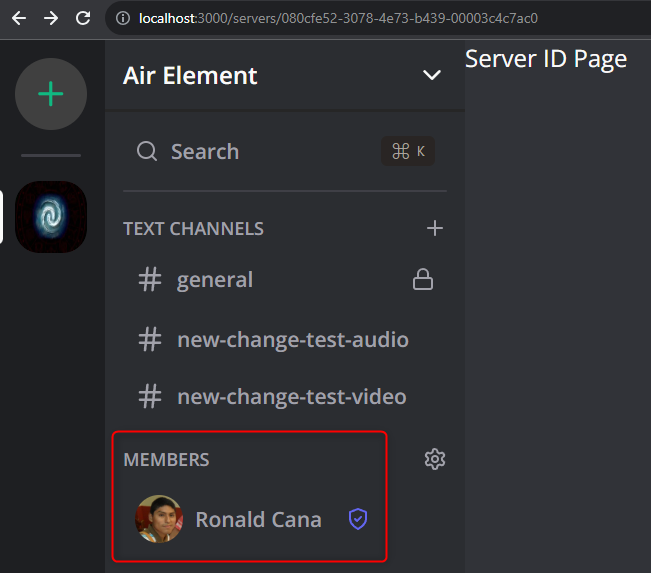 localhost:3000/servers/080cfe52-3078-4e73-b439-00003c4c7ac0
Air Element
Server ID Page
Search
⌘ K
TEXT CHANNELS
# general
# new-change-test-audio
# new-change-test-video
MEMBERS
Ronald Cana